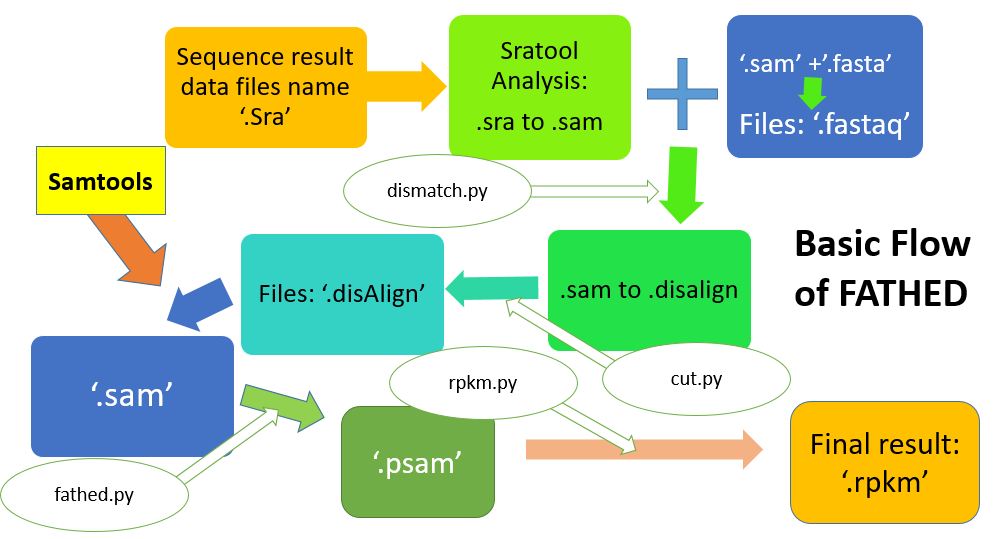 Sequence result
data files name
‘.Sra’
Sratool
Analysis:
.sra to .sam
‘.sam’ +’.fasta’
Files: ‘.fastaq’
Samtools
dismatch.py
Basic Flow
of FATHED
Files: ‘.disAlign’
.sam to .disalign
‘.sam’
rpkm.py
cut.py
‘.psam’
Final result:
‘.rpkm’
fathed.py